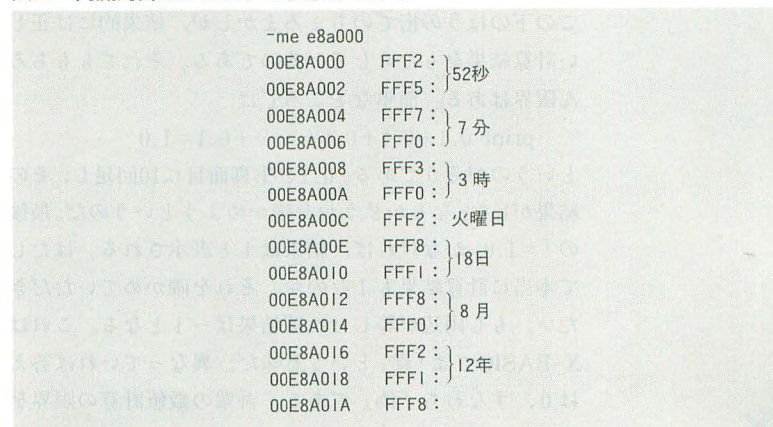 -me e8a000
00E8A000 FFF2 :
00E8A002 FFF5 :
52秒
00E8A004 FFF7 :
00E8A006 FFF0 :
7分
00E8A008 FFF3 :
00E8A00A FFF0 :
3時
00E8A00C FFF2 : 火曜日
00E8A00E FFF8 :
00E8A010 FFF1 :
18日
00E8A012 FFF8 :
00E8A014 FFF0 :
8月
00E8A016 FFF2 :
00E8A018 FFF1 :
12年
00E8A01A FFF8 :